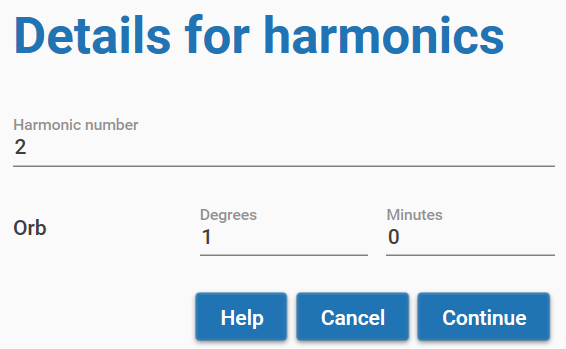 Details for harmonics
Harmonic number
2
Orb
Degrees
1
Minutes
0
Help
Cancel
Continue